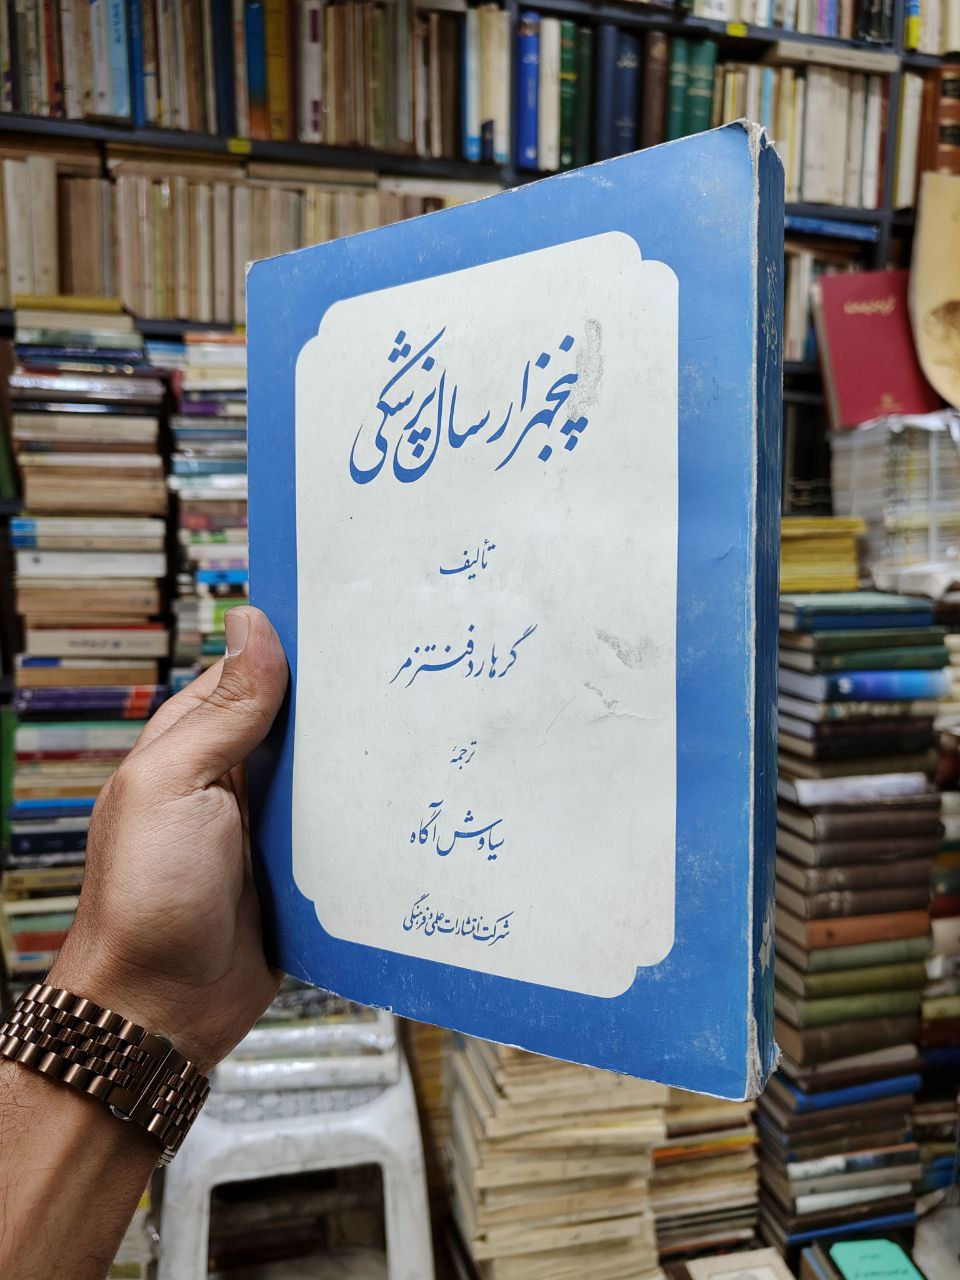 پنجهزار سال پزشکی
تألیف
گرهارد فنتزمر
ترجمهٔ
سیاوش آگاه
شرکت انتشارات علمی و فرهنگی